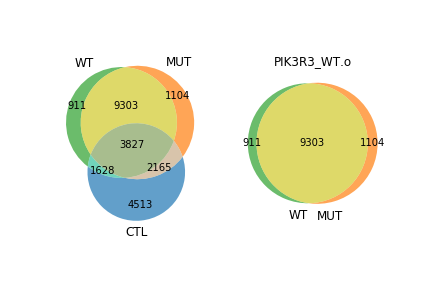 WT
MUT
911
9303
1104
3827
1628
2165
4513
CTL
PIK3R3_WT.o
911
9303
1104
WT
MUT